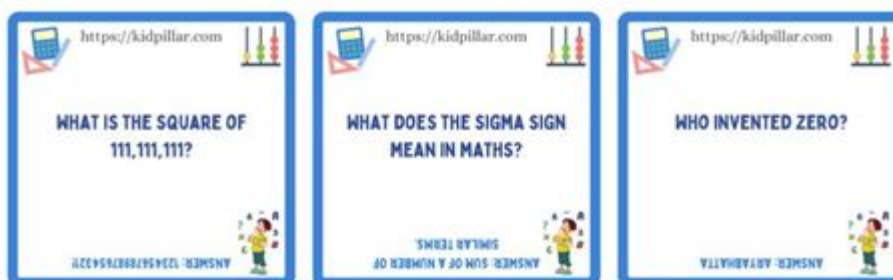 https://kidpillar.com
WHAT IS THE SQUARE OF
111,111,111?
ANSWER: 12345678987654321
https://kidpillar.com
WHAT DOES THE SIGMA SIGN
MEAN IN MATHS?
ANSWER: SUM OF A NUMBER OF
SIMILAR TERMS.
https://kidpillar.com
WHO INVENTED ZERO?
ANSWER: ARYABHATTA